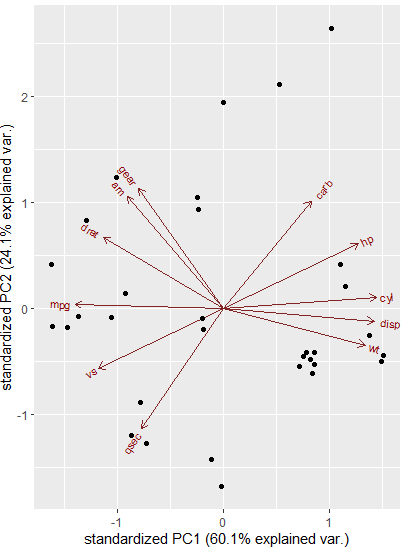 standardized PC2 (24.1% explained var.)
2
1
0
-1
gear
am
carb
drat
hp
mpg
cyl
disp
wt
vs
qsec
-1
0
1
standardized PC1 (60.1% explained var.)